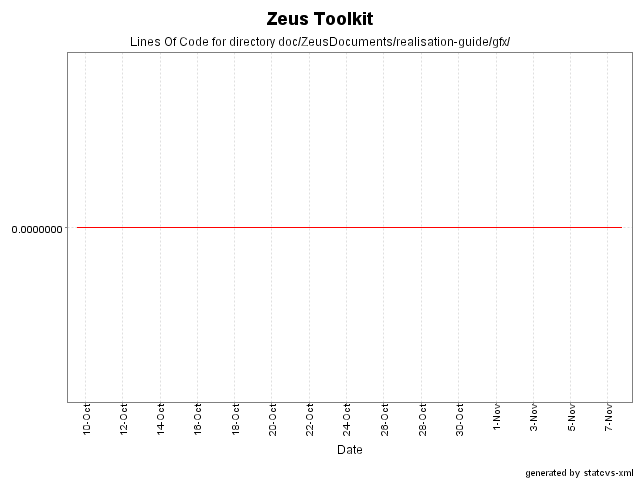 Zeus Toolkit
Lines Of Code for directory doc/ZeusDocuments/realisation-guide/gfx/
0.0000000
10-Oct
12-Oct
14-Oct
16-Oct
18-Oct
20-Oct
22-Oct
24-Oct
26-Oct
28-Oct
30-Oct
1-Nov
3-Nov
5-Nov
7-Nov
Date
generated by statcvs-xml